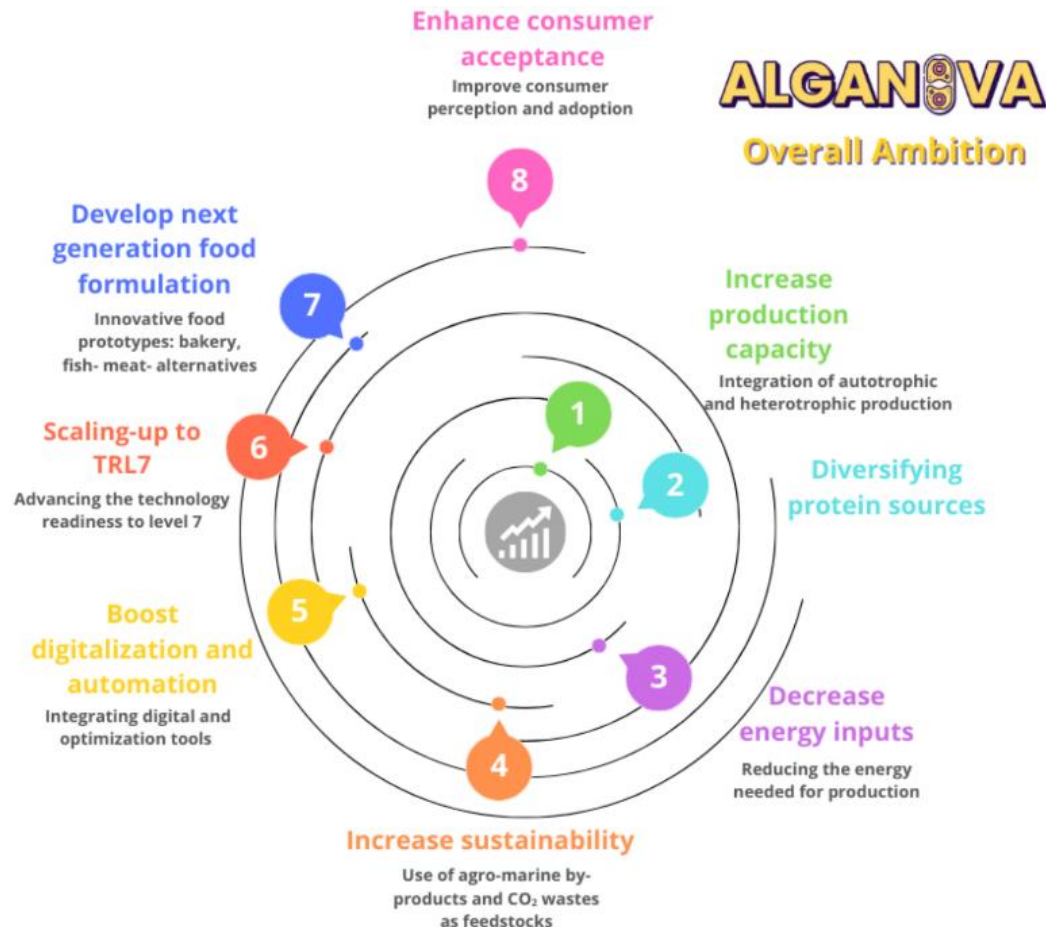 ALGANOVA
Overall Ambition
1
Increase
production
capacity
Integration of autotrophic
and heterotrophic production
2
Diversifying
protein sources
3
Decrease
energy inputs
Reducing the energy
needed for production
4
Increase sustainability
Use of agro-marine by-
products and CO₂ wastes
as feedstocks
5
Boost
digitalization and
automation
Integrating digital and
optimization tools
6
Scaling-up to
TRL7
Advancing the technology
readiness to level 7
7
Develop next
generation food
formulation
Innovative food
prototypes: bakery,
fish- meat- alternatives
8
Enhance consumer
acceptance
Improve consumer
perception and adoption